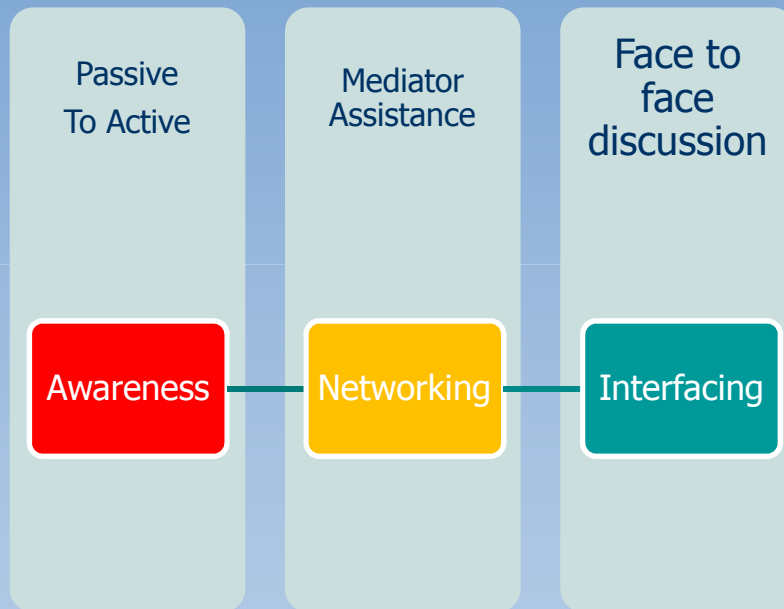 Passive
To Active
Mediator
Assistance
Face to
face
discussion
Awareness
Networking
Interfacing